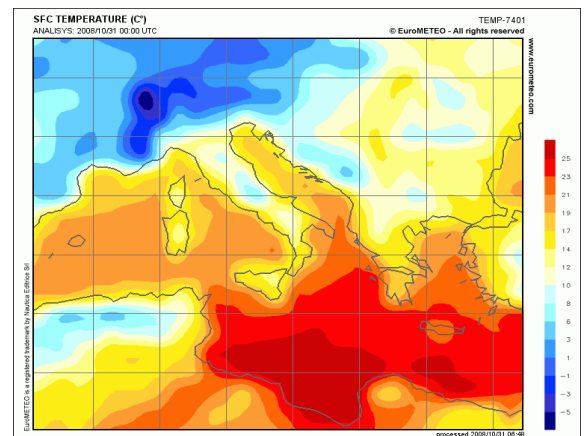 SFC TEMPERATURE (C°)
TEMP-7401
ANALISYS: 2008/10/31 00:00 UTC
© EuroMETEO - All rights reserved
www.eurometeo.com
EuroMETEO is a registered trademark by Nautica Editrice Srl
25
23
21
19
17
14
12
10
8
6
3
1
−1
−3
−5
processed 2008/10/31 06:48